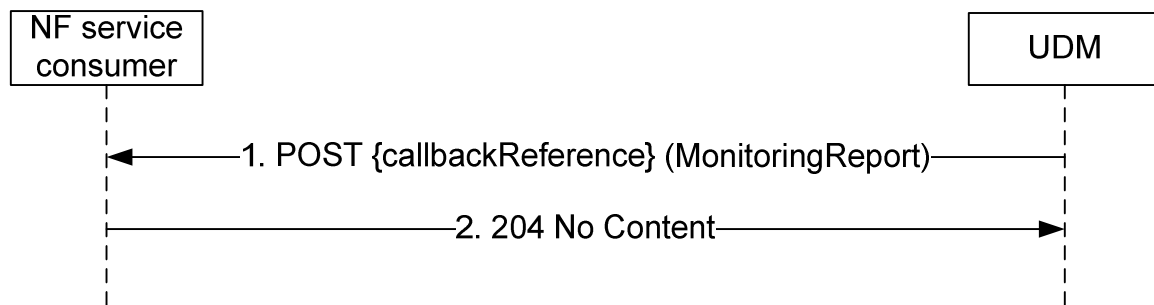 NF service
consumer
UDM
1. POST {callbackReference} (MonitoringReport)
2. 204 No Content